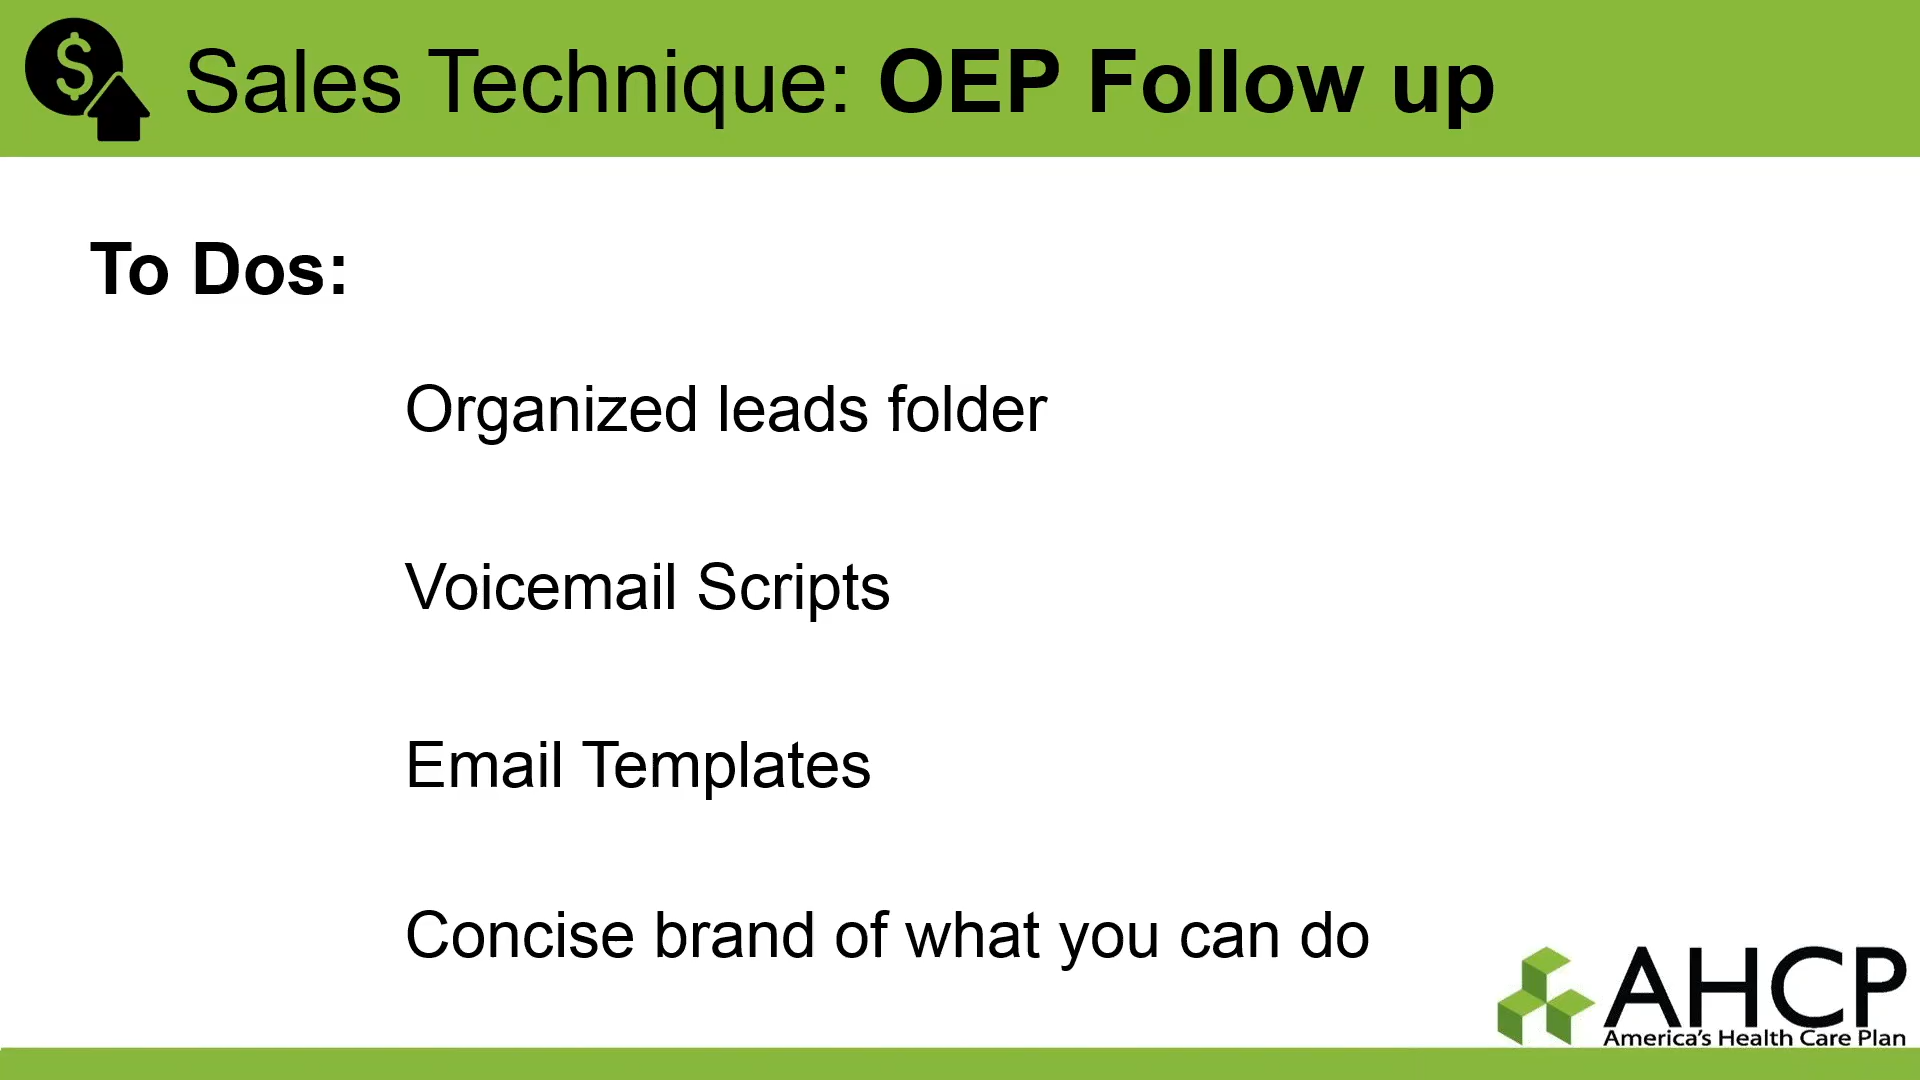 $
Sales Technique: OEP Follow up
To Dos:
Organized leads folder
Voicemail Scripts
Email Templates
Concise brand of what you can do
AHCP
America's Health Care Plan